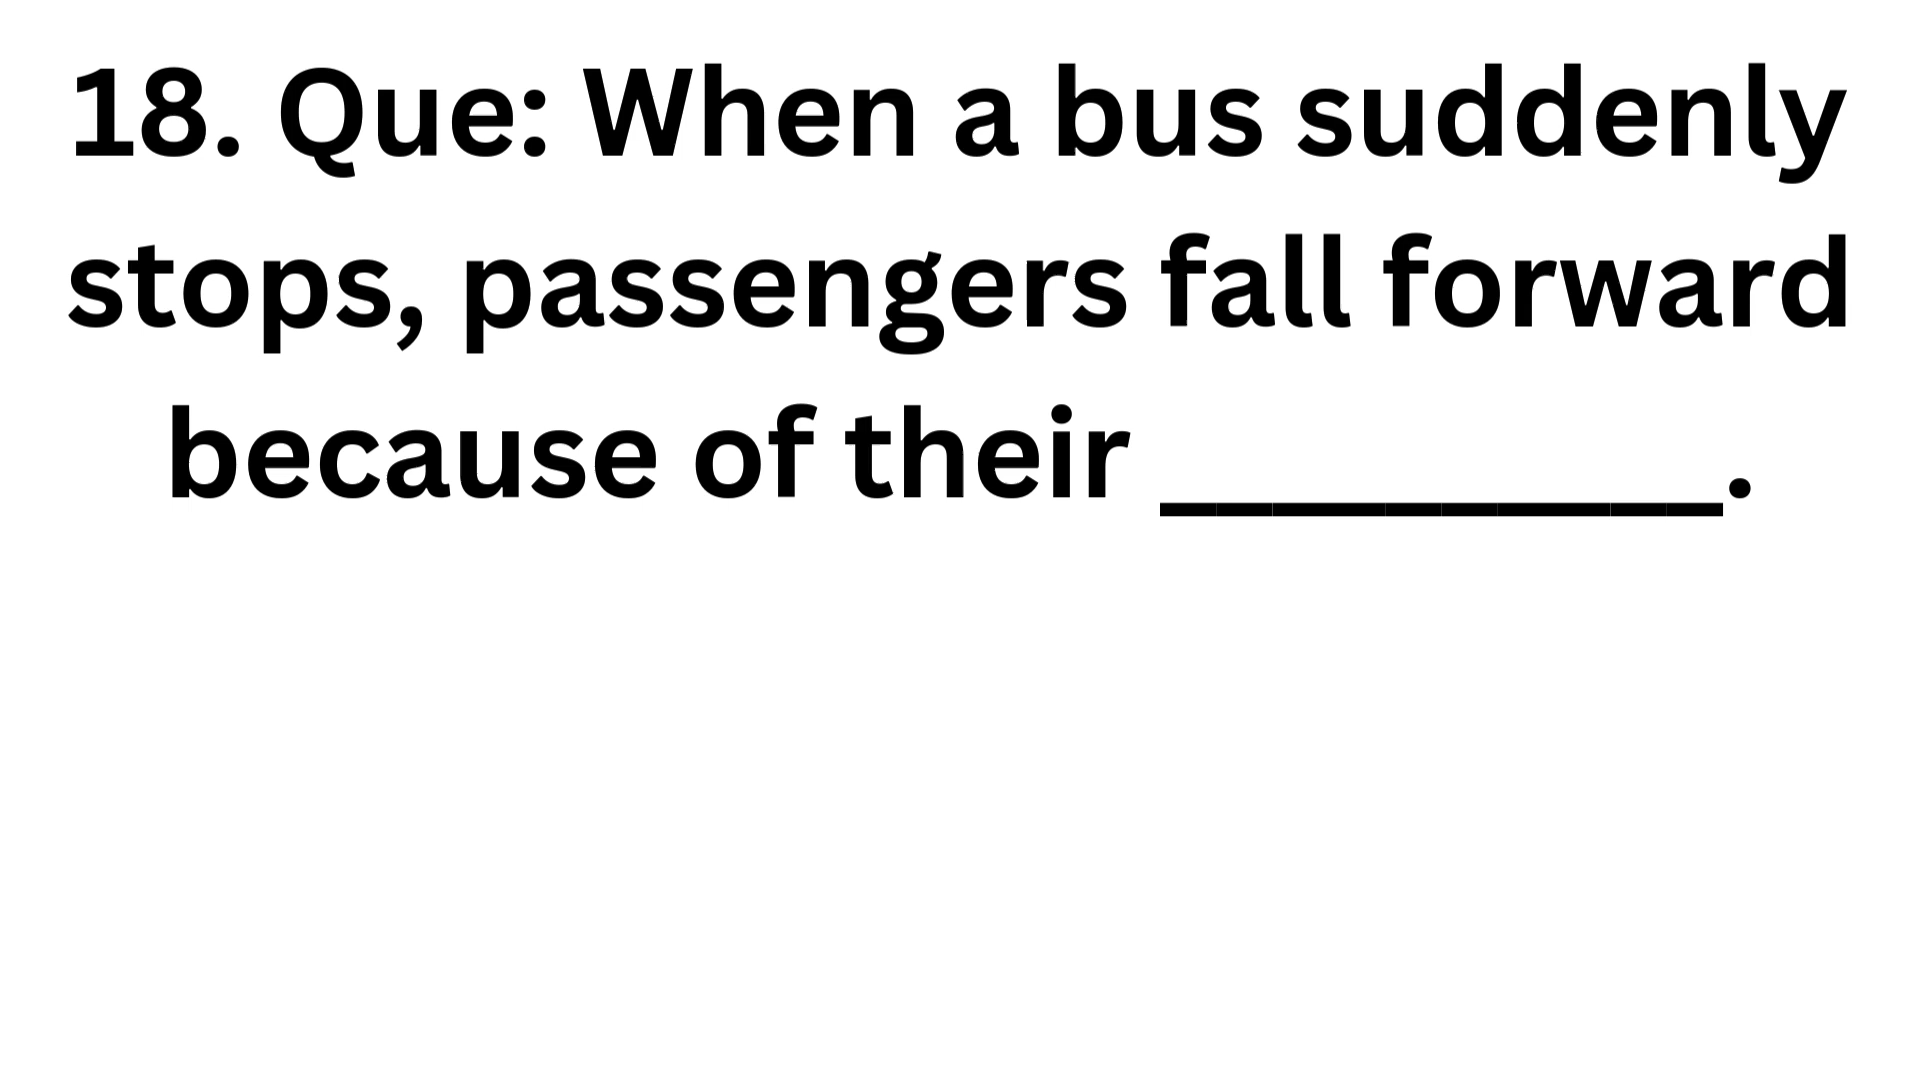 18. Que: When a bus suddenly
stops, passengers fall forward
because of their __________.